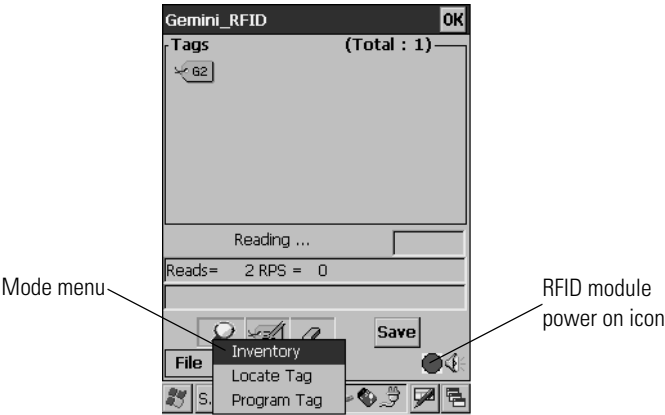 Gemini_RFID OK
Tags (Total : 1)
G2
Reading ...
Reads= 2 RPS = 0
Mode menu
RFID module
power on icon
Save
Inventory
File
Locate Tag
S.
Program Tag